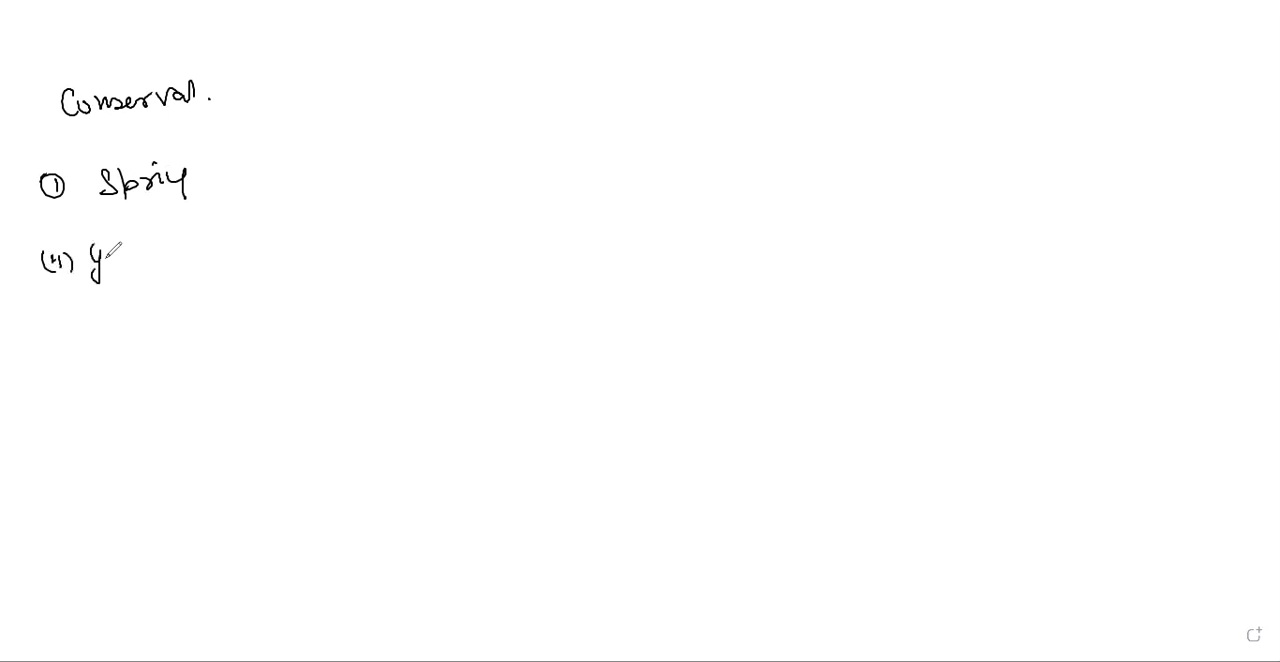 Conserval.
① Spring
(ii) y